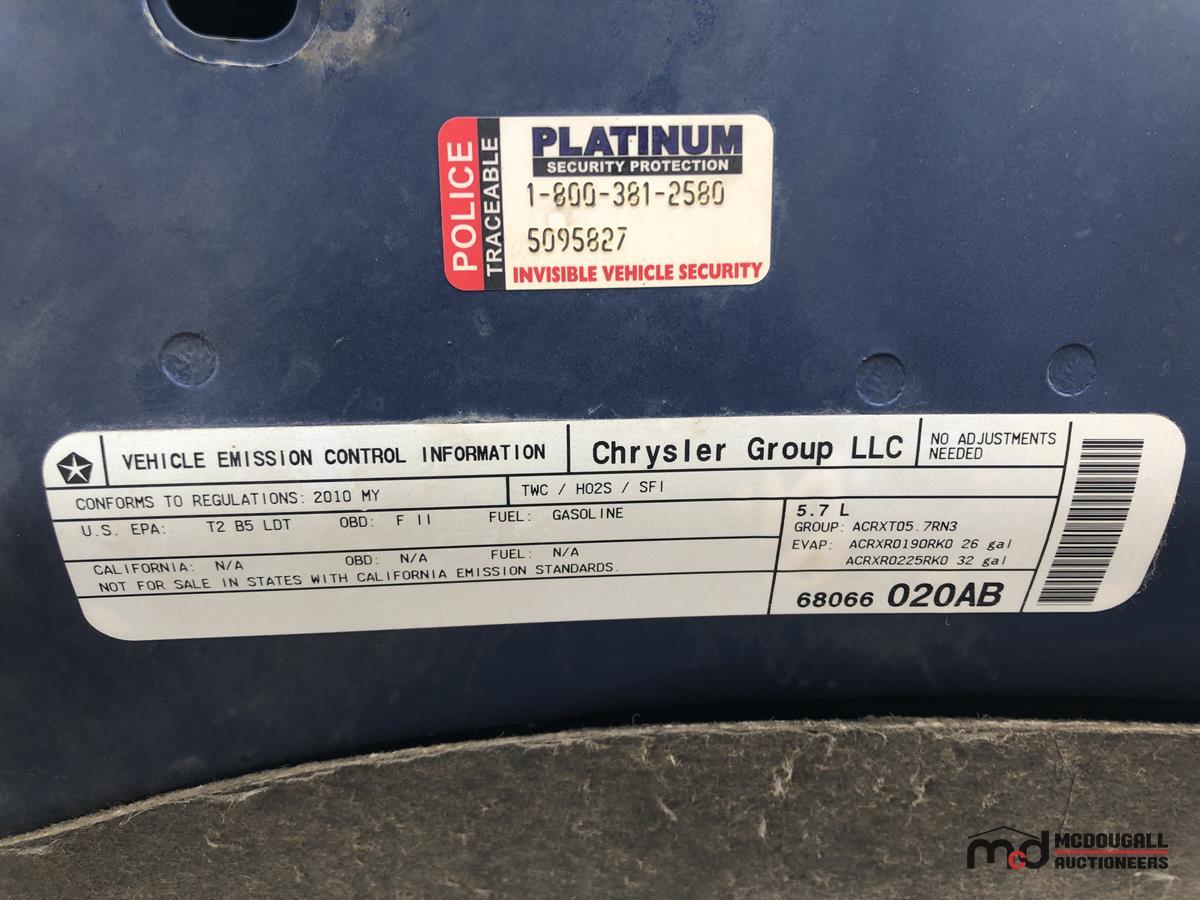 POLICE
TRACEABLE
PLATINUM
SECURITY PROTECTION
1-800-381-2580
5095827
INVISIBLE VEHICLE SECURITY
VEHICLE EMISSION CONTROL INFORMATION
Chrysler Group LLC
NO ADJUSTMENTS
NEEDED
CONFORMS TO REGULATIONS: 2010 MY
TWC / HO2S / SFI
U.S. EPA: T2 B5 LDT OBD: F II FUEL: GASOLINE
CALIFORNIA: N/A OBD: N/A FUEL: N/A
NOT FOR SALE IN STATES WITH CALIFORNIA EMISSION STANDARDS.
5.7 L
GROUP: ACRXT05.7RN3
EVAP: ACRXR0190RK0 26 gal
ACRXR0225RK0 32 gal
68066 020AB
mcd MCDOUGALL
AUCTIONEERS